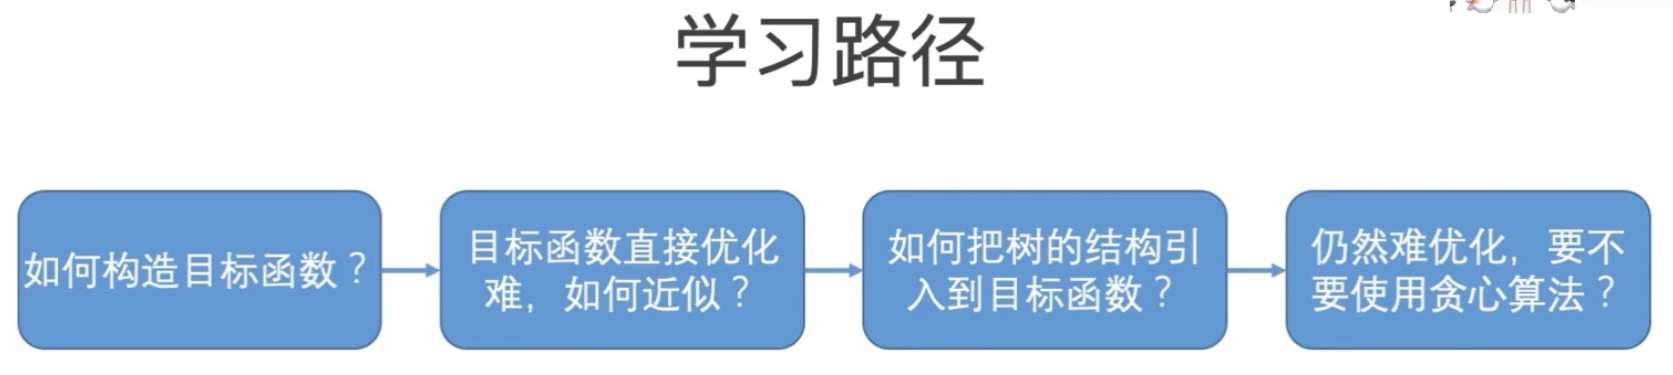 学习路径
如何构造目标函数？
目标函数直接优化
难，如何近似？
如何把树的结构引
入到目标函数？
仍然难优化，要不
要使用贪心算法？